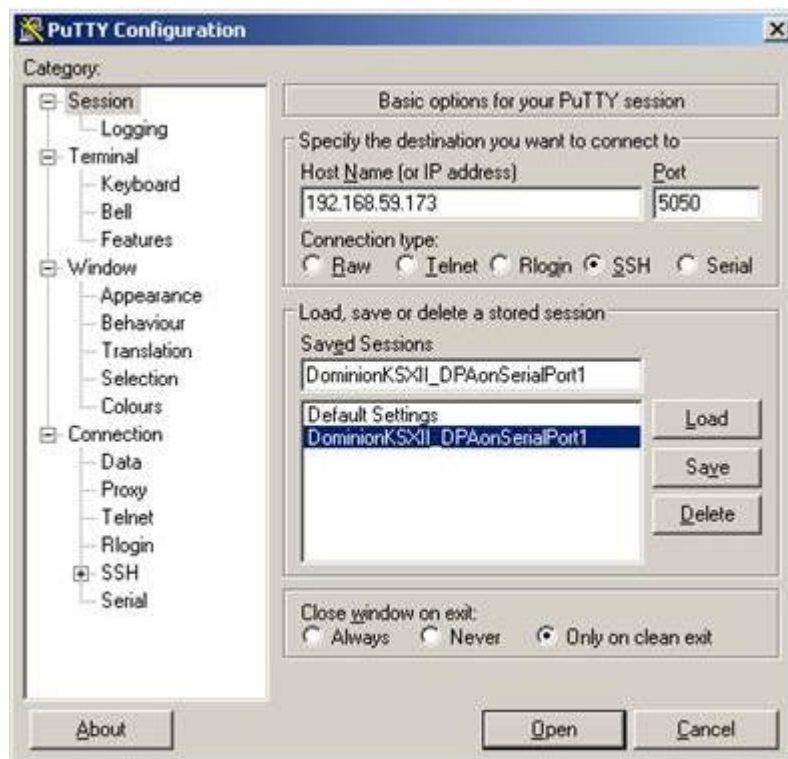 PuTTY Configuration
Category:
Session
Logging
Terminal
Keyboard
Bell
Features
Window
Appearance
Behaviour
Translation
Selection
Colours
Connection
Data
Proxy
Telnet
Rlogin
SSH
Serial
Basic options for your PuTTY session
Specify the destination you want to connect to
Host Name (or IP address) Port
192.168.59.173 5050
Connection type:
Raw Telnet Rlogin SSH Serial
Load, save or delete a stored session
Saved Sessions
DominionKSXII_DPAonSerialPort1
Default Settings
DominionKSXII_DPAonSerialPort1
Load
Save
Delete
Close window on exit:
Always Never Only on clean exit
About Open Cancel